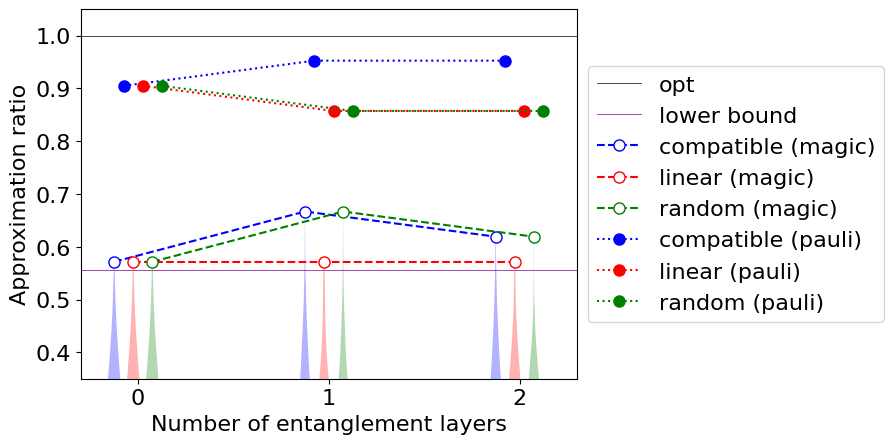 Approximation ratio
1.0
0.9
0.8
0.7
0.6
0.5
0.4
0
1
2
Number of entanglement layers
opt
lower bound
compatible (magic)
linear (magic)
random (magic)
compatible (pauli)
linear (pauli)
random (pauli)